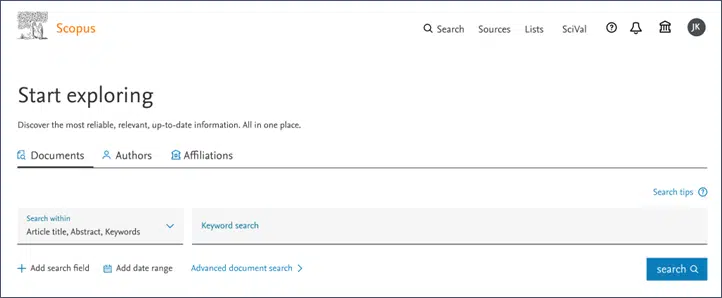 Scopus
Search Sources Lists SciVal JK
Start exploring
Discover the most reliable, relevant, up-to-date information. All in one place.
Documents Authors Affiliations
Search tips
Search within
Article title, Abstract, Keywords
Keyword search
Add search field Add date range Advanced document search
search